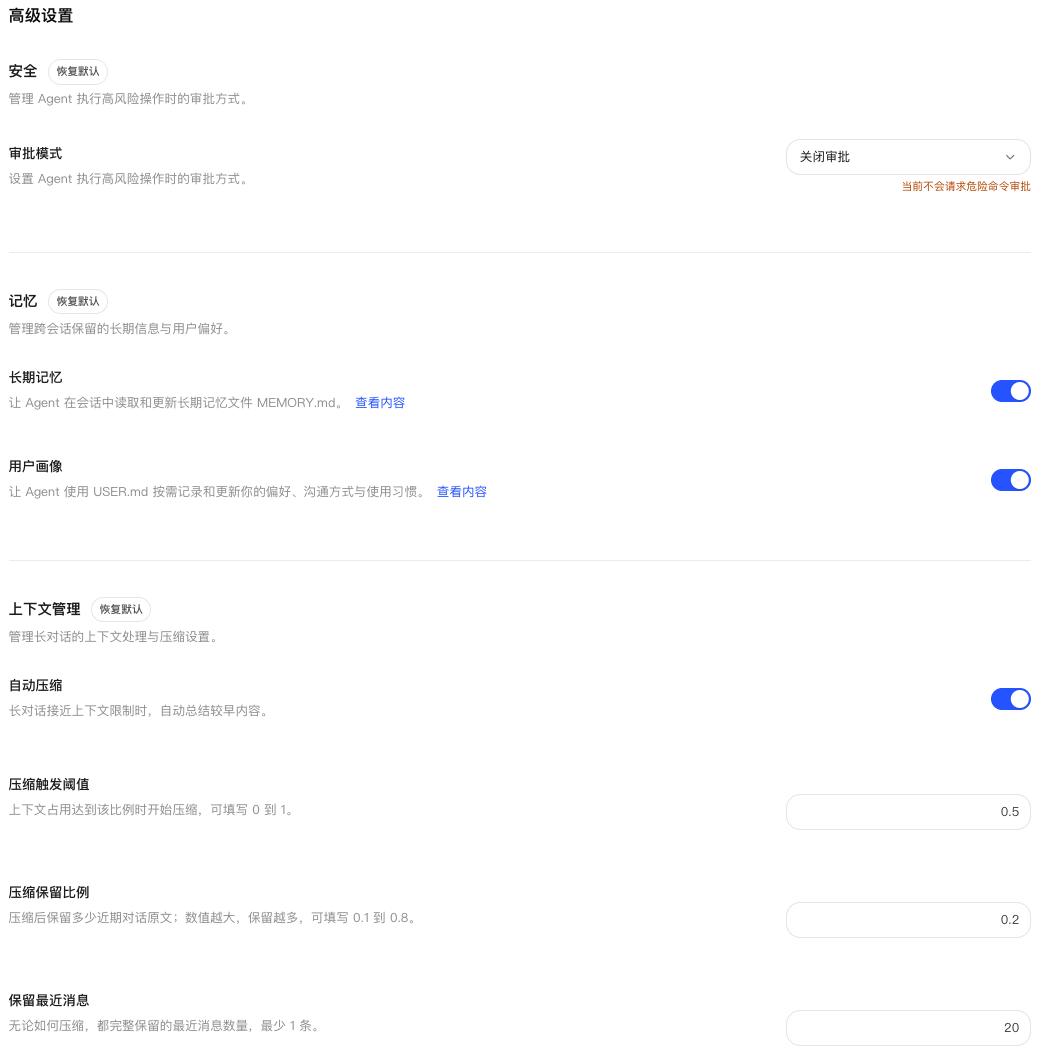 高级设置
安全 恢复默认
管理 Agent 执行高风险操作时的审批方式。
审批模式
关闭审批
设置 Agent 执行高风险操作时的审批方式。
当前不会请求危险命令审批
记忆 恢复默认
管理跨会话保留的长期信息与用户偏好。
长期记忆
让 Agent 在会话中读取和更新长期记忆文件 MEMORY.md。 查看内容
用户画像
让 Agent 使用 USER.md 按需记录和更新你的偏好、沟通方式与使用习惯。 查看内容
上下文管理 恢复默认
管理长对话的上下文处理与压缩设置。
自动压缩
长对话接近上下文限制时，自动总结较早内容。
压缩触发阈值
上下文占用达到该比例时开始压缩，可填写 0 到 1。
0.5
压缩保留比例
压缩后保留多少近期对话原文；数值越大，保留越多，可填写 0.1 到 0.8。
0.2
保留最近消息
无论如何压缩，都完整保留的最近消息数量，最少 1 条。
20